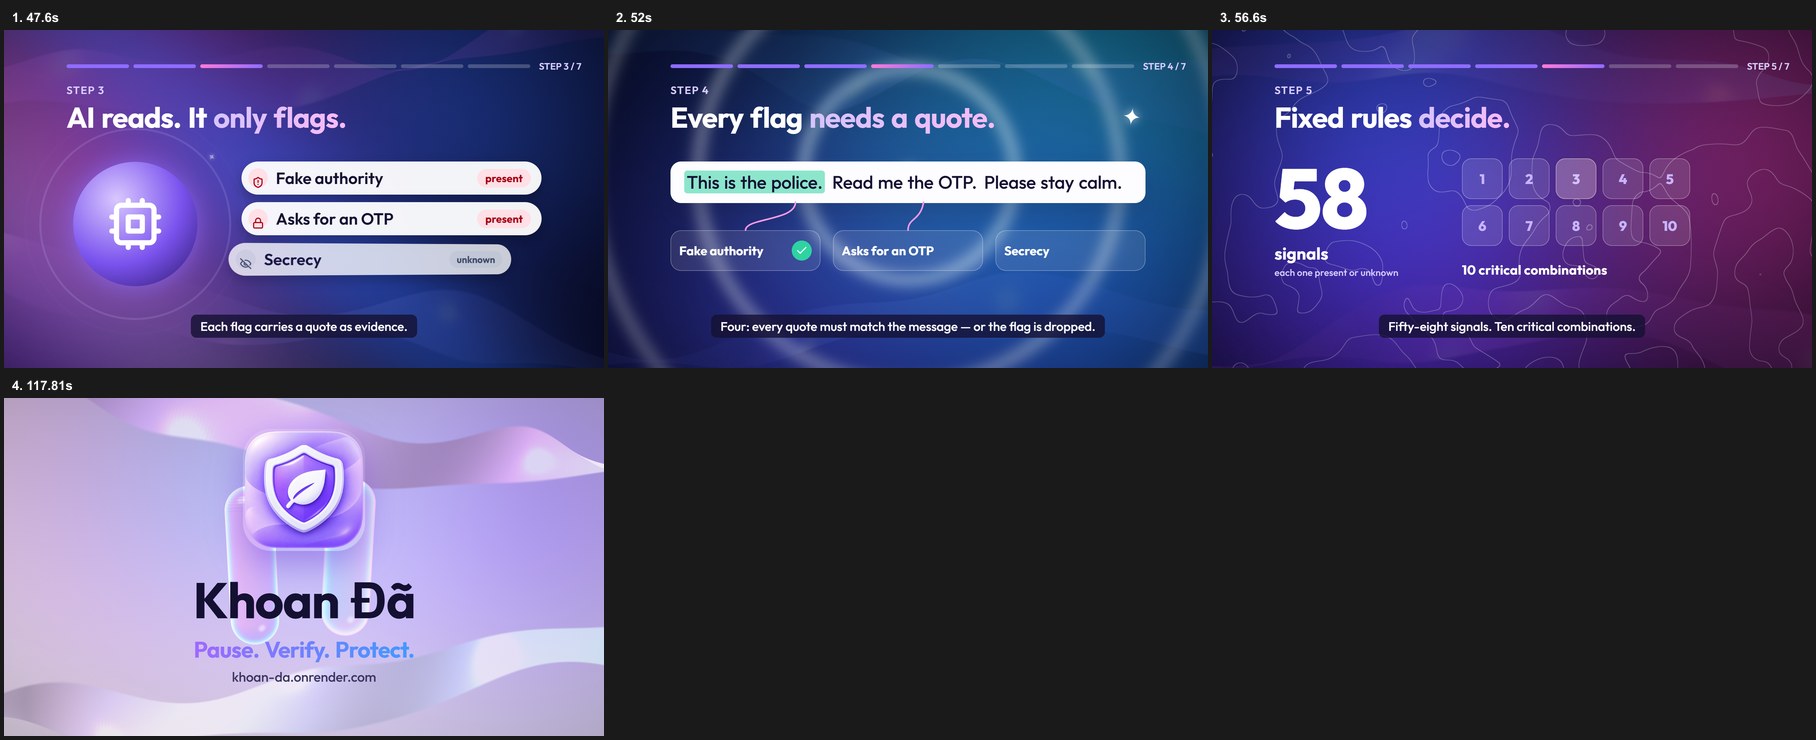 1. 47.6s
STEP 3 / 7
STEP 3
AI reads. It only flags.
Fake authority present
Asks for an OTP present
Secrecy unknown
Each flag carries a quote as evidence.
2. 52s
STEP 4 / 7
STEP 4
Every flag needs a quote.
This is the police. Read me the OTP. Please stay calm.
Fake authority
Asks for an OTP
Secrecy
Four: every quote must match the message — or the flag is dropped.
3. 56.6s
STEP 5 / 7
STEP 5
Fixed rules decide.
58
signals
each one present or unknown
1 2 3 4 5
6 7 8 9 10
10 critical combinations
Fifty-eight signals. Ten critical combinations.
4. 117.81s
Khoan Đã
Pause. Verify. Protect.
khoan-da.onrender.com